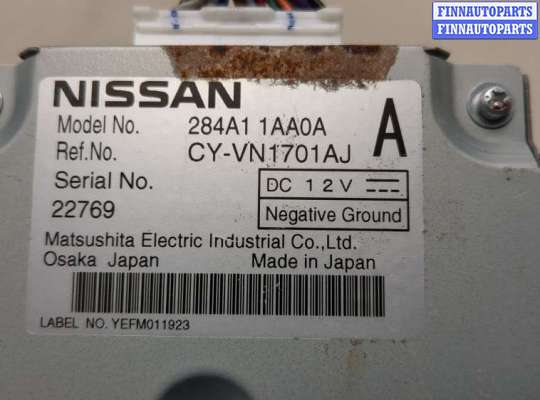 FINNAUTOPARTS
FINNAUTOPARTS
NISSAN
Model No. 284A1 1AA0A
A
Ref.No. CY-VN1701AJ
Serial No.
DC 12V
22769
Negative Ground
Matsushita Electric Industrial Co.,Ltd.
Osaka Japan Made in Japan
LABEL NO. YEFM011923